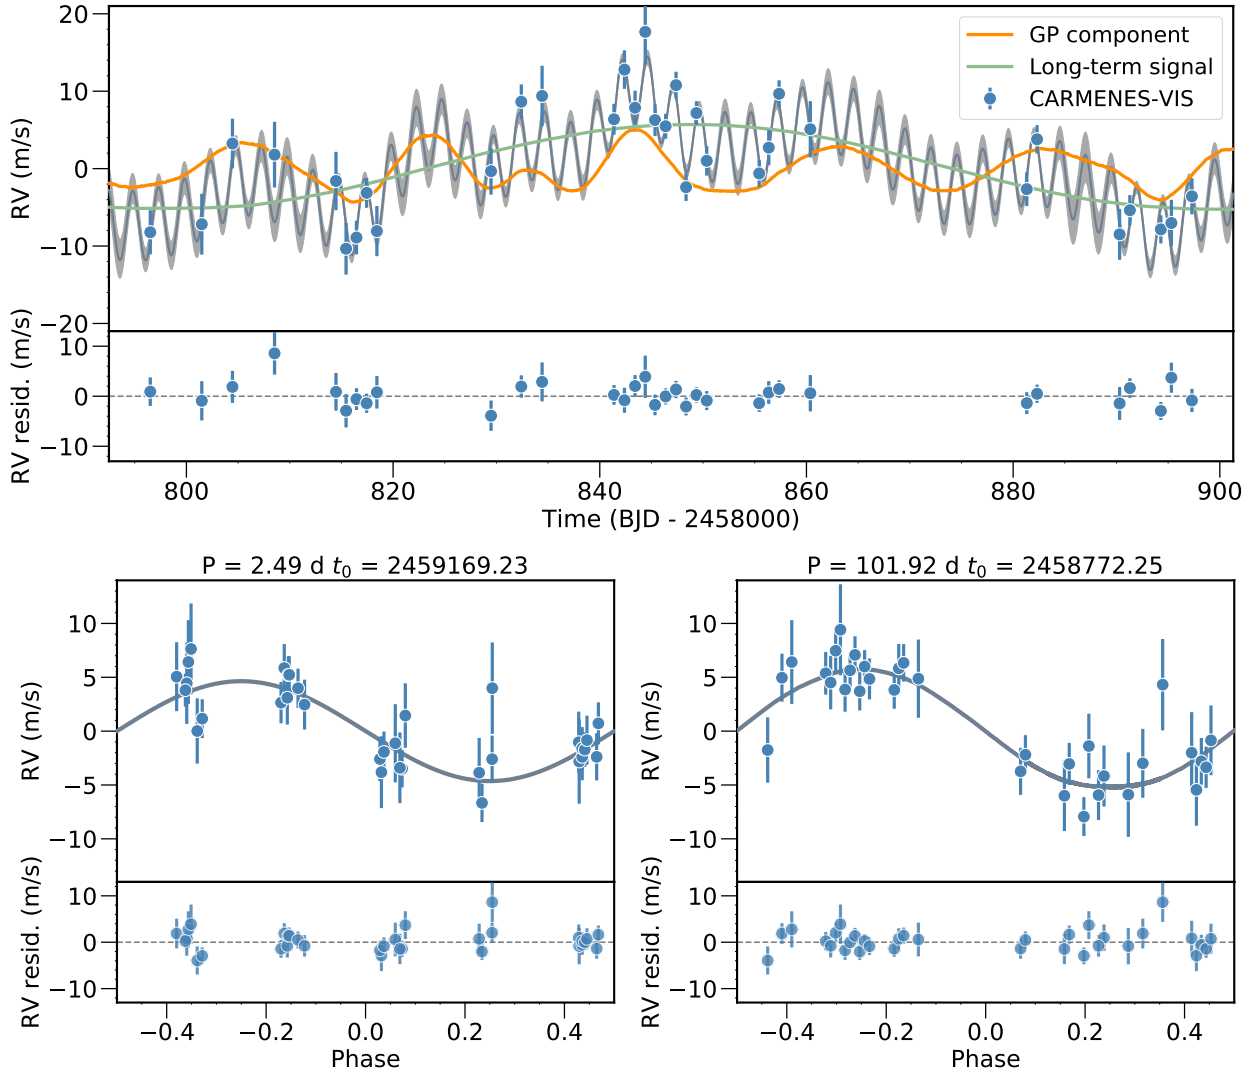 20
10
0
−10
−20
RV (m/s)
GP component
Long-term signal
CARMENES-VIS
10
0
−10
RV resid. (m/s)
800 820 840 860 880 900
Time (BJD - 2458000)
P = 2.49 d t0 = 2459169.23
10
5
0
−5
−10
RV (m/s)
10
0
−10
RV resid. (m/s)
−0.4 −0.2 0.0 0.2 0.4
Phase
P = 101.92 d t0 = 2458772.25
10
5
0
−5
−10
RV (m/s)
10
0
−10
RV resid. (m/s)
−0.4 −0.2 0.0 0.2 0.4
Phase